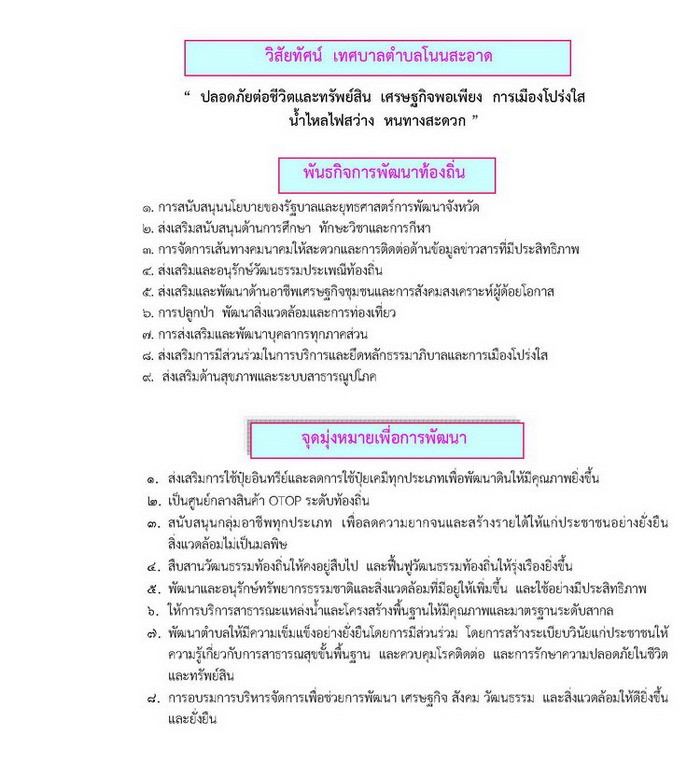 วิสัยทัศน์ เทศบาลตำบลโนนสะอาด
“ ปลอดภัยต่อชีวิตและทรัพย์สิน เศรษฐกิจพอเพียง การเมืองโปร่งใส
น้ำไหลไฟสว่าง หนทางสะดวก ”
พันธกิจการพัฒนาท้องถิ่น
๑. การสนับสนุนนโยบายของรัฐบาลและยุทธศาสตร์การพัฒนาจังหวัด
๒. ส่งเสริมสนับสนุนด้านการศึกษา ทักษะวิชาและการกีฬา
๓. การจัดการเส้นทางคมนาคมให้สะดวกและการติดต่อด้านข้อมูลข่าวสารที่มีประสิทธิภาพ
๔. ส่งเสริมและอนุรักษ์วัฒนธรรมประเพณีท้องถิ่น
๕. ส่งเสริมและพัฒนาด้านอาชีพเศรษฐกิจชุมชนและการสังคมสงเคราะห์ผู้ด้อยโอกาส
๖. การปลูกป่า พัฒนาสิ่งแวดล้อมและการท่องเที่ยว
๗. การส่งเสริมและพัฒนาบุคลากรทุกภาคส่วน
๘. ส่งเสริมการมีส่วนร่วมในการบริการและยึดหลักธรรมาภิบาลและการเมืองโปร่งใส
๙. ส่งเสริมด้านสุขภาพและระบบสาธารณูปโภค
จุดมุ่งหมายเพื่อการพัฒนา
๑. ส่งเสริมการใช้ปุ๋ยอินทรีย์และลดการใช้ปุ๋ยเคมีทุกประเภทเพื่อพัฒนาดินให้มีคุณภาพยิ่งขึ้น
๒. เป็นศูนย์กลางสินค้า OTOP ระดับท้องถิ่น
๓. สนับสนุนกลุ่มอาชีพทุกประเภท เพื่อลดความยากจนและสร้างรายได้ให้แก่ประชาชนอย่างยั่งยืน
สิ่งแวดล้อมไม่เป็นมลพิษ
๔. สืบสานวัฒนธรรมท้องถิ่นให้คงอยู่สืบไป และฟื้นฟูวัฒนธรรมท้องถิ่นให้รุ่งเรืองยิ่งขึ้น
๕. พัฒนาและอนุรักษ์ทรัพยากรธรรมชาติและสิ่งแวดล้อมที่มีอยู่ให้เพิ่มขึ้น และใช้อย่างมีประสิทธิภาพ
๖. ให้การบริการสาธารณะแหล่งน้ำและโครงสร้างพื้นฐานให้มีคุณภาพและมาตรฐานระดับสากล
๗. พัฒนาตำบลให้มีความเข้มแข็งอย่างยั่งยืนโดยการมีส่วนร่วม โดยการสร้างระเบียบวินัยแก่ประชาชนให้
ความรู้เกี่ยวกับการสาธารณสุขขั้นพื้นฐาน และควบคุมโรคติดต่อ และการรักษาความปลอดภัยในชีวิต
และทรัพย์สิน
๘. การอบรมการบริหารจัดการเพื่อช่วยการพัฒนา เศรษฐกิจ สังคม วัฒนธรรม และสิ่งแวดล้อมให้ดียิ่งขึ้น
และยั่งยืน